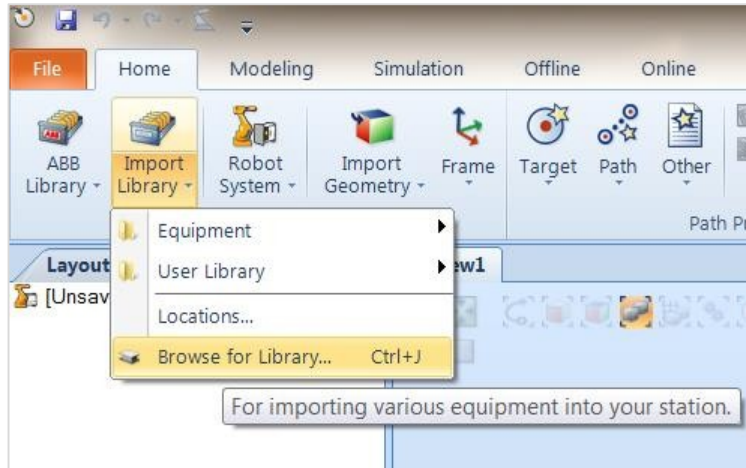 File Home Modeling Simulation Offline Online
ABB Import Robot Import Frame Target Path Other
Library Library System Geometry
Path
Equipment
Layout
User Library
[Unsav
Locations...
Browse for Library... Ctrl+J
For importing various equipment into your station.